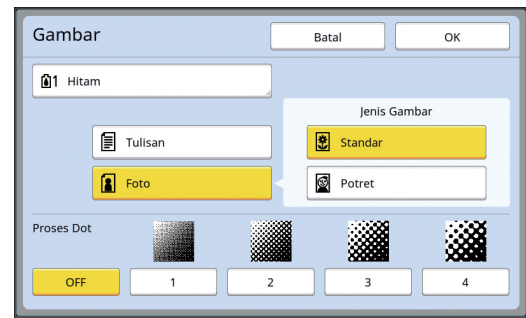 Gambar
Batal
OK
1 Hitam
Jenis Gambar
Tulisan
Standar
Foto
Potret
Proses Dot
OFF
1
2
3
4